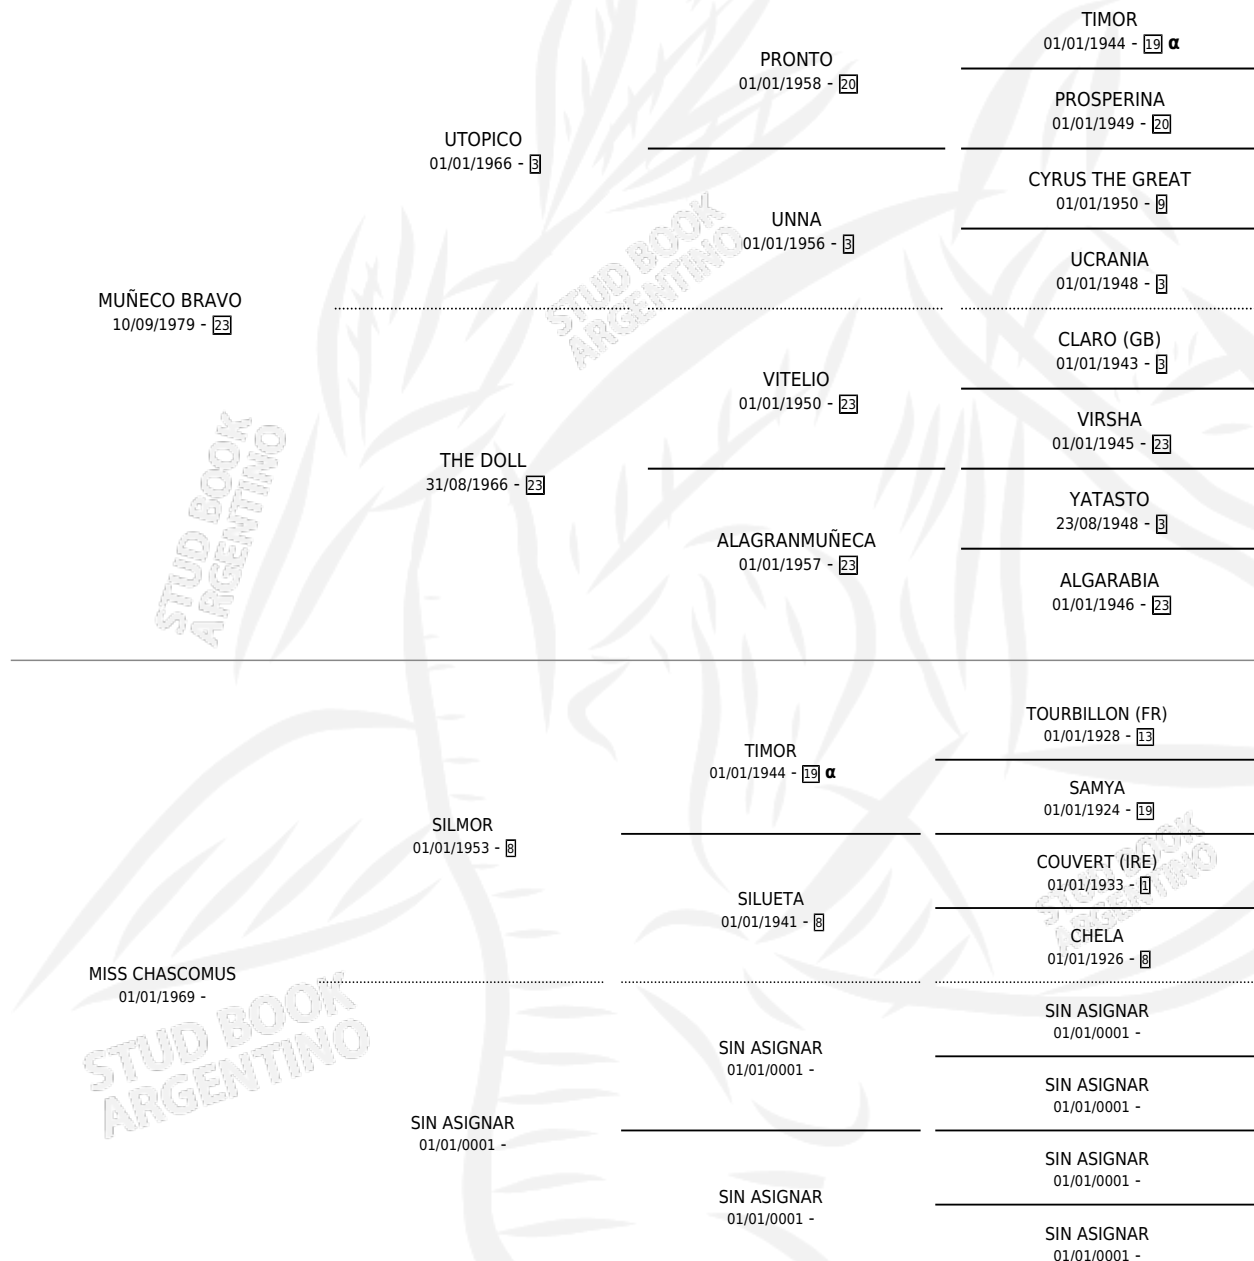 TIMOR
01/01/1944 - 19 α
PRONTO
01/01/1958 - 20
PROSPERINA
01/01/1949 - 20
UTOPICO
01/01/1966 - 3
CYRUS THE GREAT
01/01/1950 - 9
UNNA
01/01/1956 - 3
UCRANIA
01/01/1948 - 3
STUD BOOK
ARGENTINO
MUÑECO BRAVO
10/09/1979 - 23
CLARO (GB)
01/01/1943 - 3
VITELIO
01/01/1950 - 23
VIRSHA
01/01/1945 - 23
THE DOLL
31/08/1966 - 23
YATASTO
23/08/1948 - 3
ALAGRANMUÑECA
01/01/1957 - 23
ALGARABIA
01/01/1946 - 23
STUD BOOK
ARGENTINO
TOURBILLON (FR)
01/01/1928 - 13
TIMOR
01/01/1944 - 19 α
SAMYA
01/01/1924 - 19
SILMOR
01/01/1953 - 8
COUVERT (IRE)
01/01/1933 - 1
SILUETA
01/01/1941 - 8
CHELA
01/01/1926 - 8
STUD BOOK
ARGENTINO
MISS CHASCOMUS
01/01/1969 -
SIN ASIGNAR
01/01/0001 -
SIN ASIGNAR
01/01/0001 -
SIN ASIGNAR
01/01/0001 -
STUD BOOK
ARGENTINO
SIN ASIGNAR
01/01/0001 -
SIN ASIGNAR
01/01/0001 -
SIN ASIGNAR
01/01/0001 -
SIN ASIGNAR
01/01/0001 -